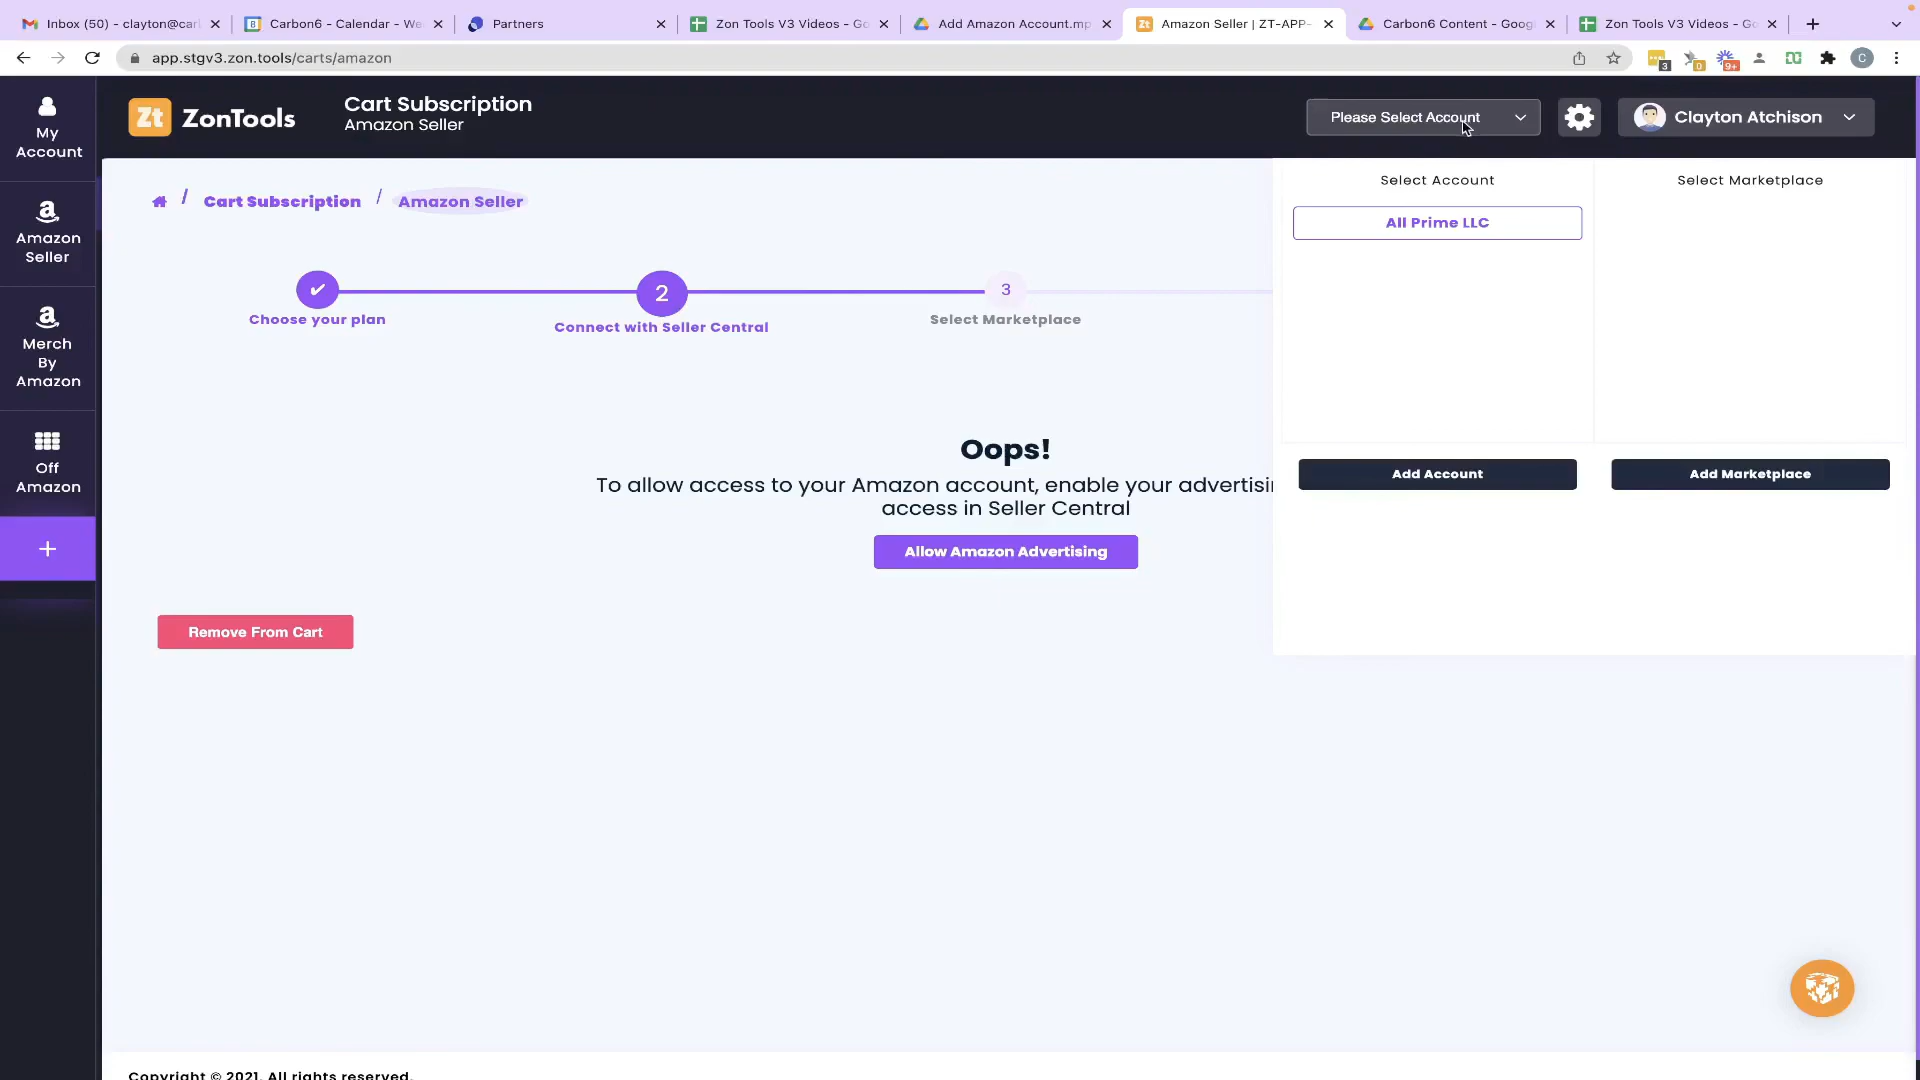 Inbox (50) - clayton@car
Carbon6 - Calendar - We
Partners
Zon Tools V3 Videos - Go
Add Amazon Account.mp
Amazon Seller | ZT-APP-
Carbon6 Content - Goog
Zon Tools V3 Videos - Go
app.stgv3.zon.tools/carts/amazon
3
0
9+
C
My
Account
Amazon
Seller
Merch
By
Amazon
Off
Amazon
+
Zt ZonTools
Cart Subscription
Amazon Seller
Please Select Account
Clayton Atchison
/ Cart Subscription / Amazon Seller
Choose your plan
2
Connect with Seller Central
3
Select Marketplace
Select Account
All Prime LLC
Add Account
Select Marketplace
Add Marketplace
Oops!
To allow access to your Amazon account, enable your advertisin
access in Seller Central
Allow Amazon Advertising
Remove From Cart
Copyright © 2021. All rights reserved.